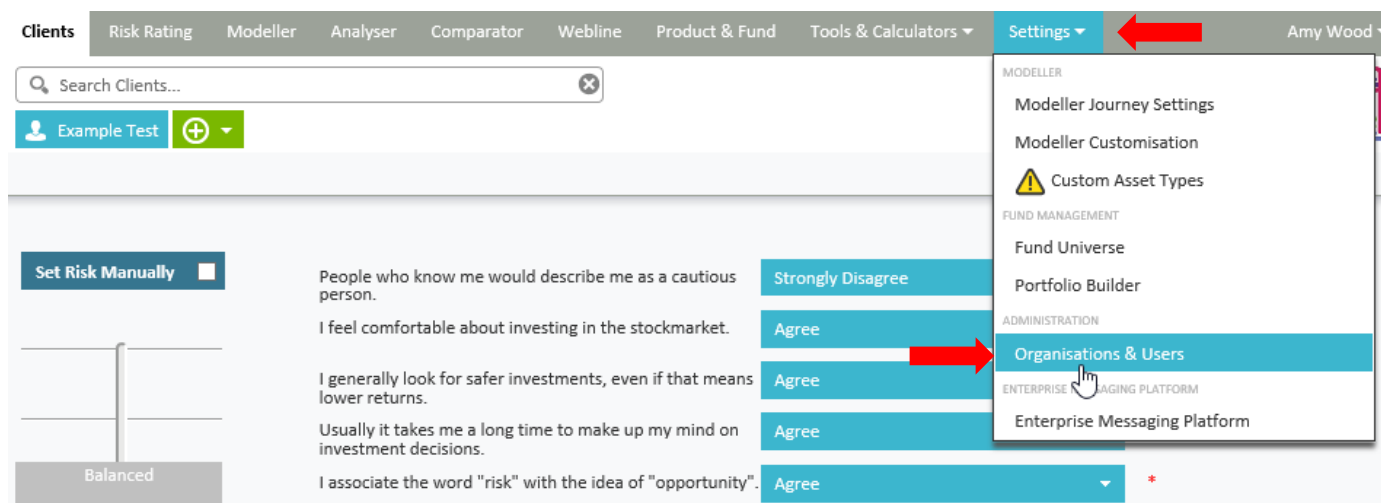 Clients Risk Rating Modeller Analyser Comparator Webline Product & Fund Tools & Calculators Settings Amy Wood
Search Clients...
Example Test
MODELLER
Modeller Journey Settings
Modeller Customisation
Custom Asset Types
FUND MANAGEMENT
Fund Universe
Portfolio Builder
ADMINISTRATION
Organisations & Users
ENTERPRISE MESSAGING PLATFORM
Enterprise Messaging Platform
Set Risk Manually
Balanced
People who know me would describe me as a cautious
person.
Strongly Disagree
I feel comfortable about investing in the stockmarket.
Agree
I generally look for safer investments, even if that means
lower returns.
Agree
Usually it takes me a long time to make up my mind on
investment decisions.
Agree
I associate the word "risk" with the idea of "opportunity".
Agree
*